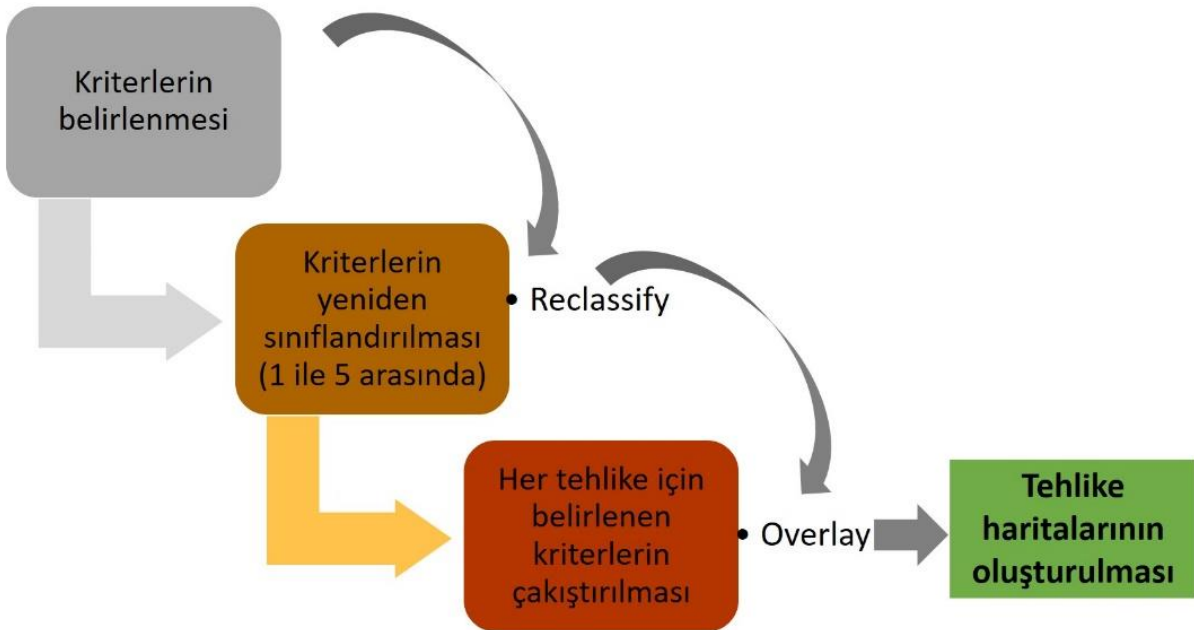 Kriterlerin
belirlenmesi
Kriterlerin
yeniden
sınıflandırılması
(1 ile 5 arasında)
• Reclassify
Her tehlike için
belirlenen
kriterlerin
çakıştırılması
• Overlay
Tehlike
haritalarının
oluşturulması